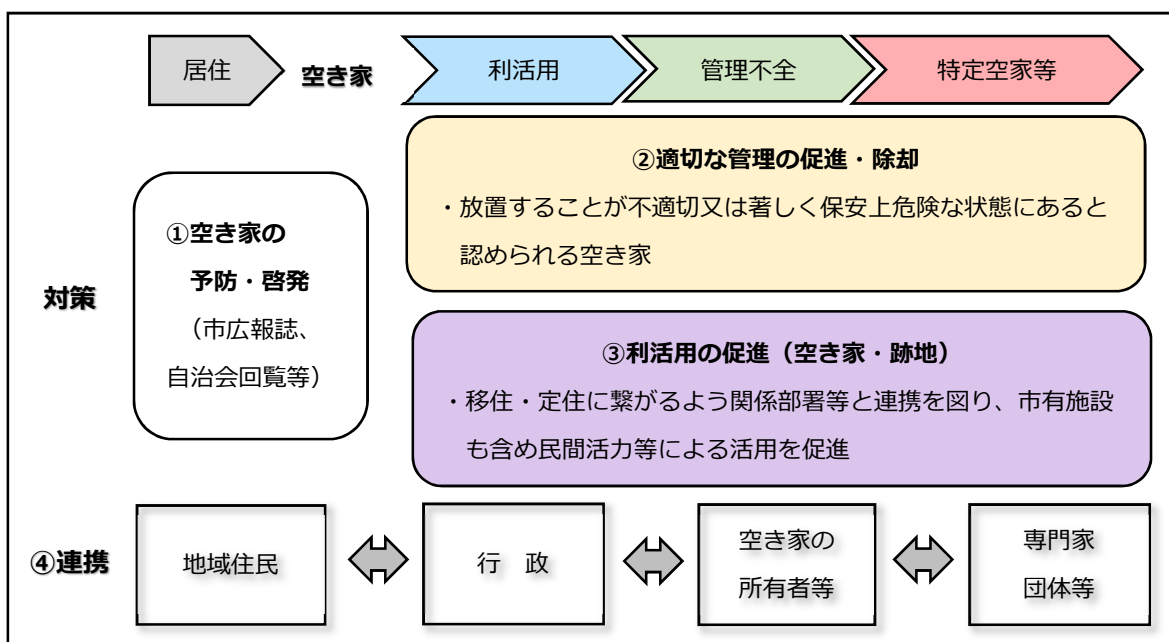 居住
空き家
利活用
管理不全
特定空家等
対策
①空き家の
予防・啓発
（市広報誌、
自治会回覧等）
②適切な管理の促進・除却
・放置することが不適切又は著しく保安上危険な状態にあると
認められる空き家
③利活用の促進（空き家・跡地）
・移住・定住に繋がるよう関係部署等と連携を図り、市有施設
も含め民間活力等による活用を促進
④連携
地域住民
行　政
空き家の
所有者等
専門家
団体等